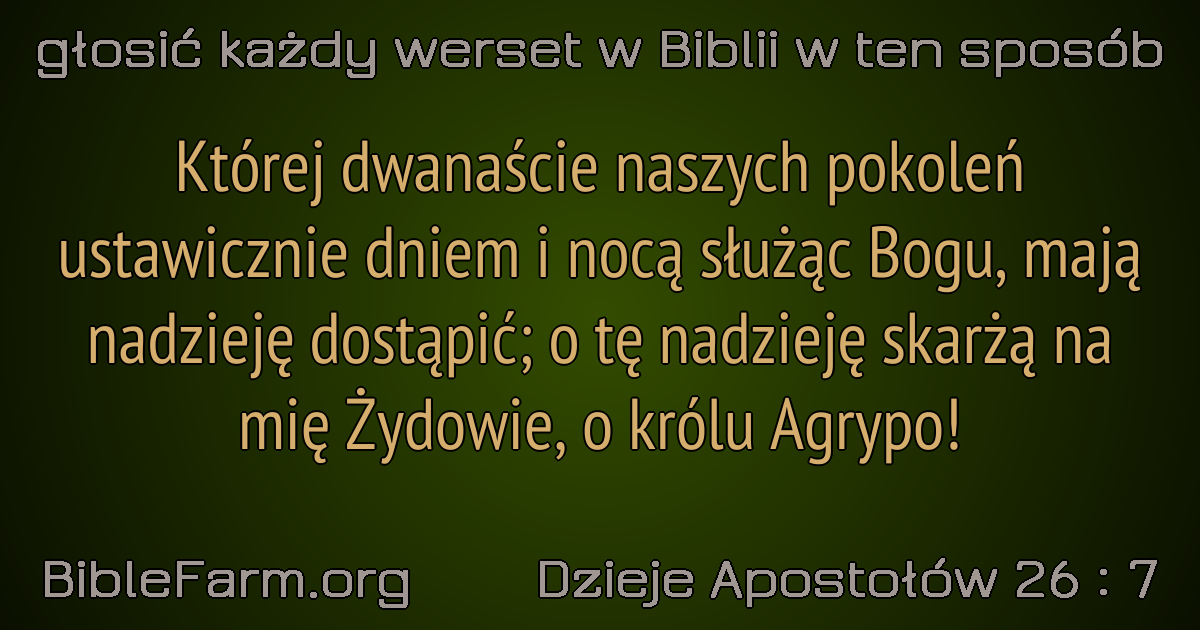 głosić każdy werset w Biblii w ten sposób
Której dwanaście naszych pokoleń
ustawicznie dniem i nocą służąc Bogu, mają
nadzieję dostąpić; o tę nadzieję skarżą na
mię Żydowie, o królu Agrypo!
BibleFarm.org
Dzieje Apostołów 26 : 7